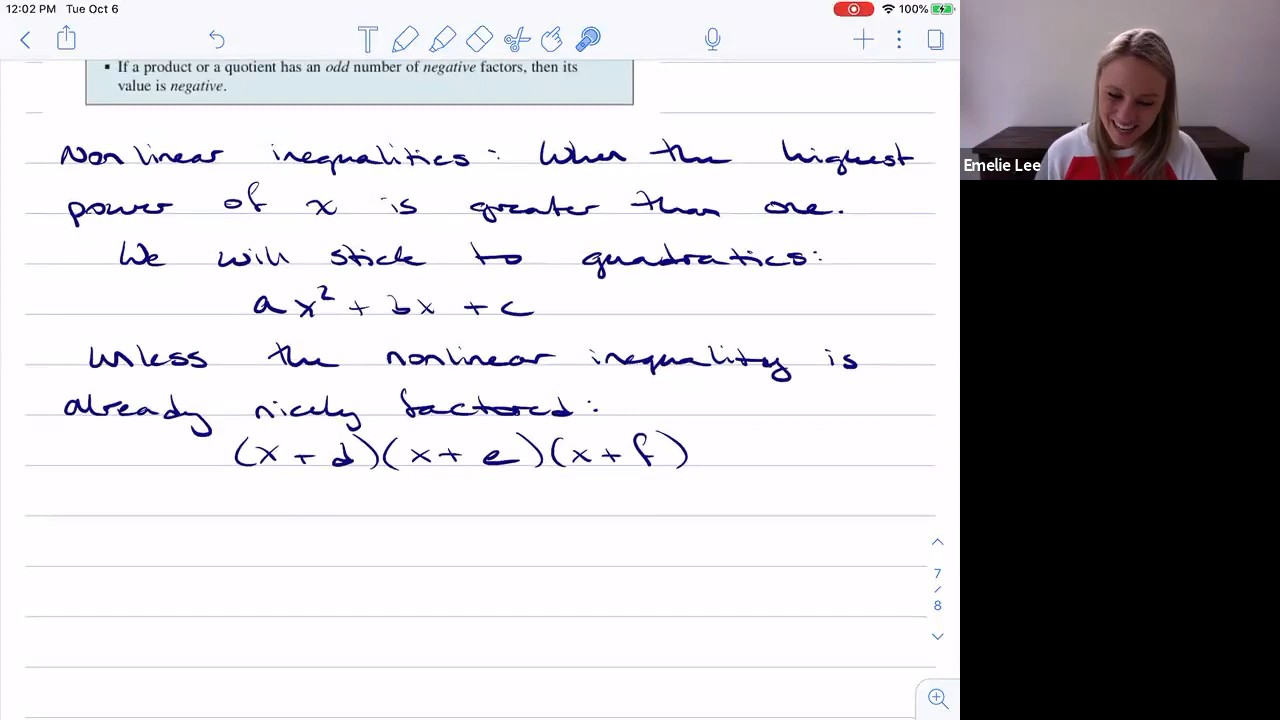 12:02 PM Tue Oct 6
100%
▪ If a product or a quotient has an odd number of negative factors, then its
value is negative.
Nonlinear inequalities: When the highest
power of x is greater than one.
We will stick to quadratics:
ax² + bx + c
Unless the nonlinear inequality is
already nicely factored:
(x + d)(x + e)(x + f)
7
/
8
Emelie Lee